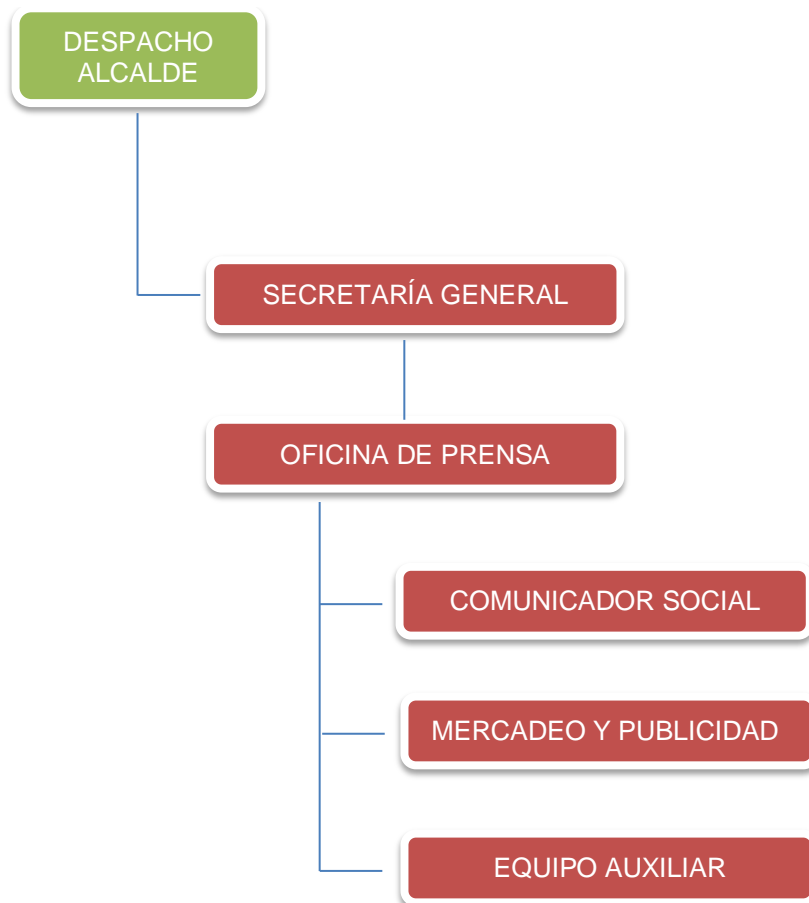 DESPACHO
ALCALDE
SECRETARÍA GENERAL
OFICINA DE PRENSA
COMUNICADOR SOCIAL
MERCADEO Y PUBLICIDAD
EQUIPO AUXILIAR